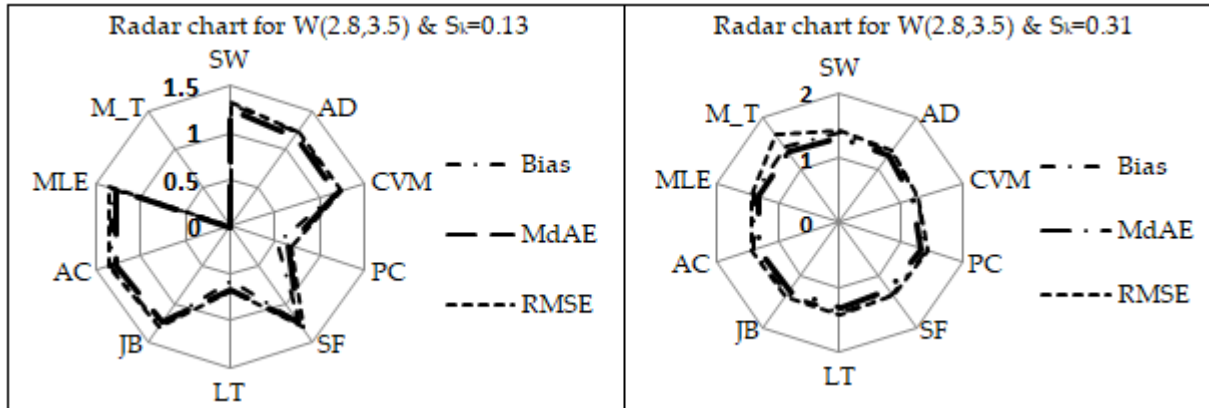 Radar chart for W(2.8,3.5) & Sk=0.13
SW
AD
CVM
PC
SF
LT
JB
AC
MLE
M_T
1.5
1
0.5
0
Bias
MdAE
RMSE
Radar chart for W(2.8,3.5) & Sk=0.31
SW
AD
CVM
PC
SF
LT
JB
AC
MLE
M_T
2
1
0
Bias
MdAE
RMSE